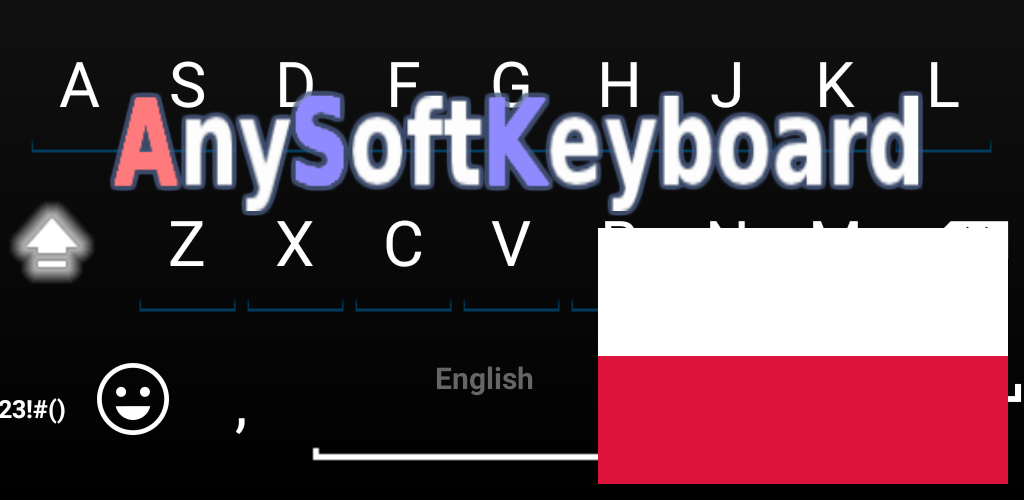 A S D F G H J K L
AnySoftKeyboard
Z X C V B N M
English
23!#() ,